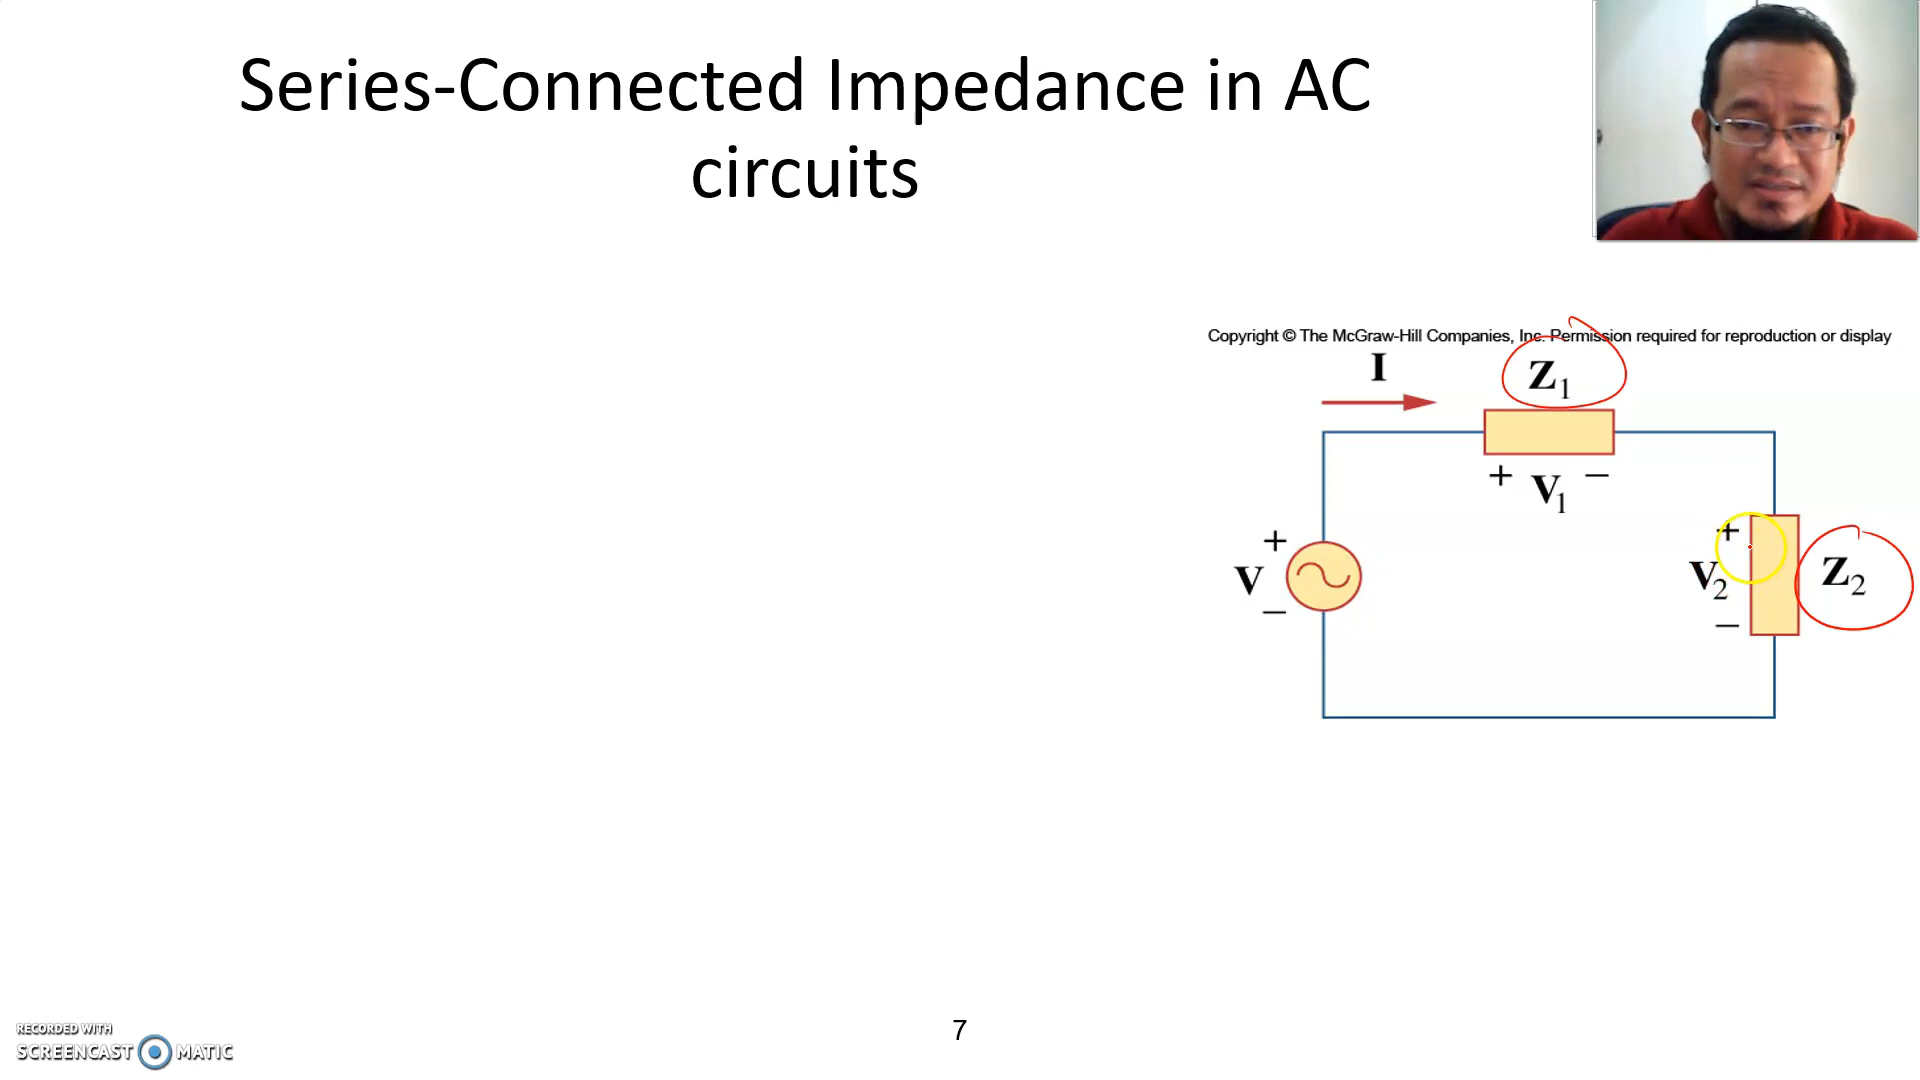 Series-Connected Impedance in AC
circuits
Copyright © The McGraw-Hill Companies, Inc. Permission required for reproduction or display
I
Z1
+ V1 −
+
V
−
+
V2
−
Z2
7
RECORDED WITH
SCREENCAST MATIC